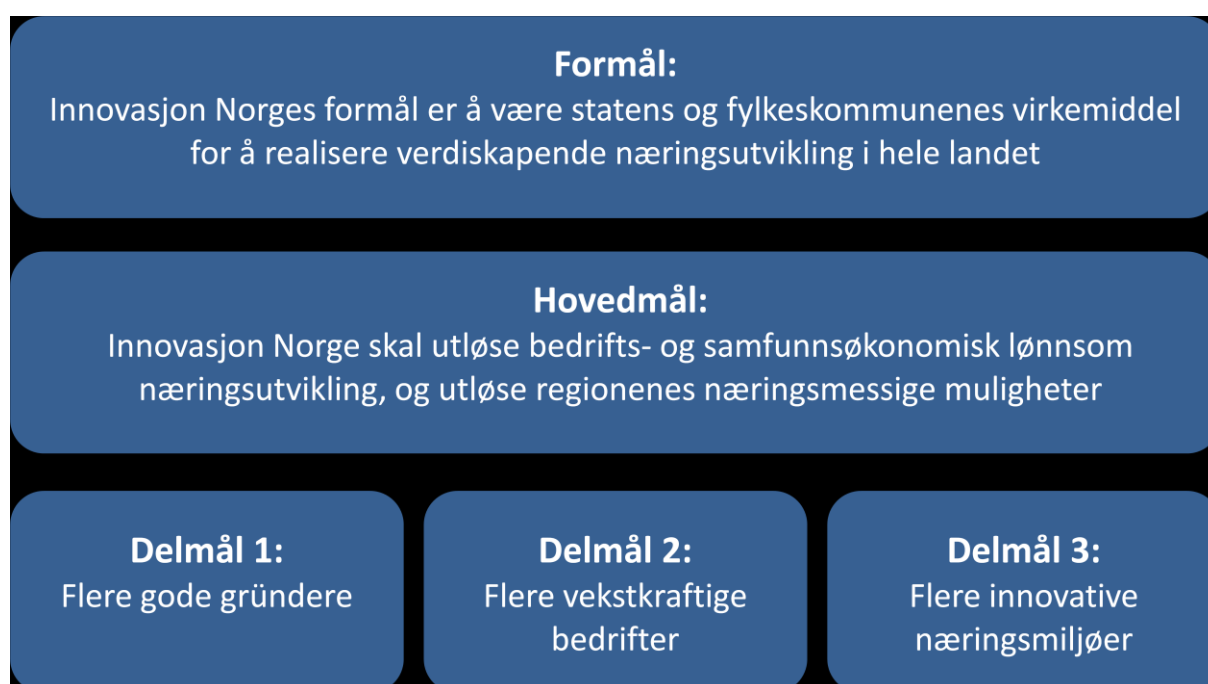 Formål:
Innovasjon Norges formål er å være statens og fylkeskommunenes virkemiddel
for å realisere verdiskapende næringsutvikling i hele landet
Hovedmål:
Innovasjon Norge skal utløse bedrifts- og samfunnsøkonomisk lønnsom
næringsutvikling, og utløse regionenes næringsmessige muligheter
Delmål 1:
Flere gode gründere
Delmål 2:
Flere vekstkraftige
bedrifter
Delmål 3:
Flere innovative
næringsmiljøer